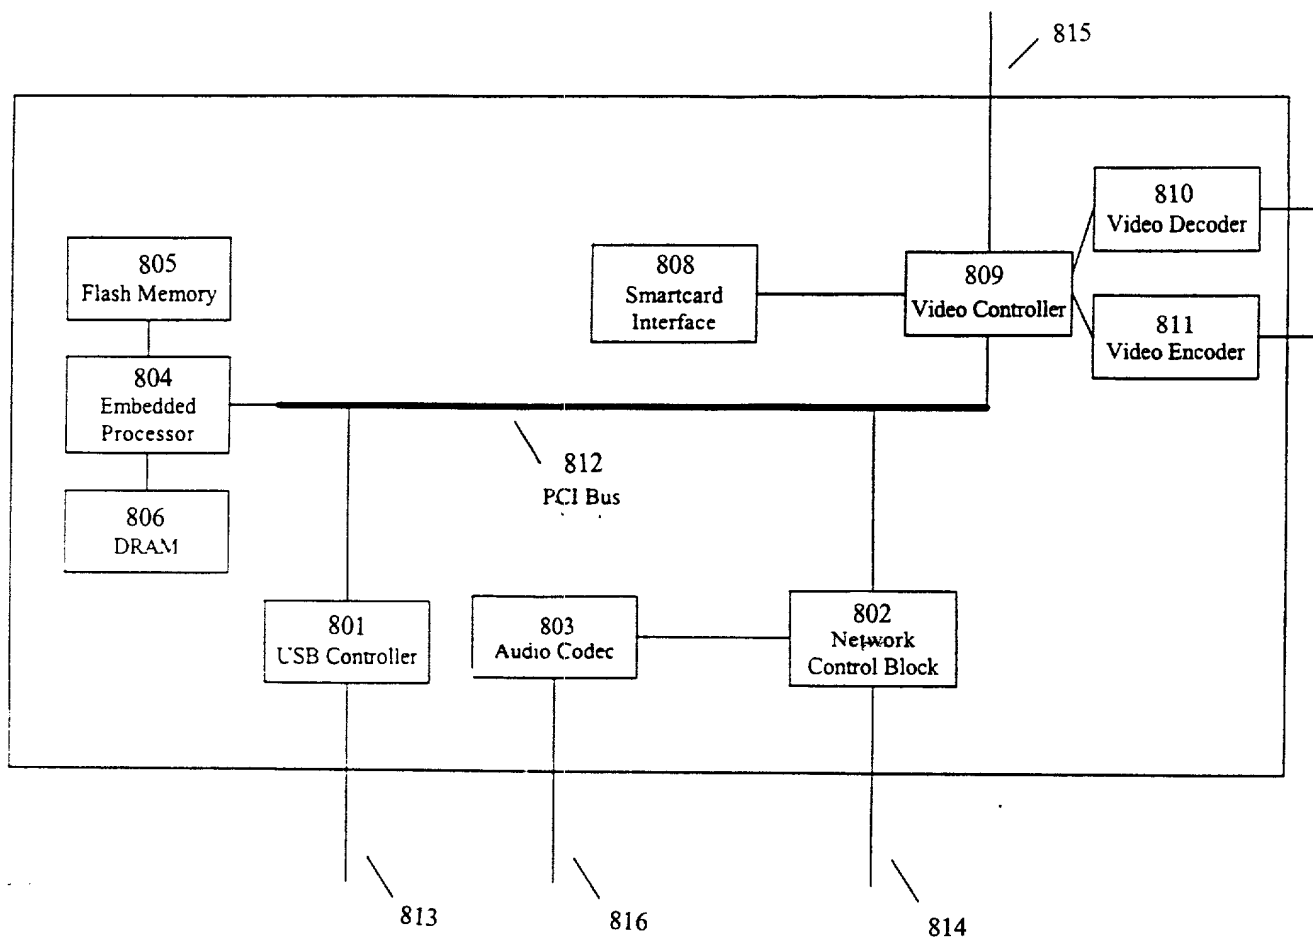 815
810
Video Decoder
805
Flash Memory
808
Smartcard
Interface
809
Video Controller
811
Video Encoder
804
Embedded
Processor
812
PCI Bus
806
DRAM
801
USB Controller
803
Audio Codec
802
Network
Control Block
813
816
814